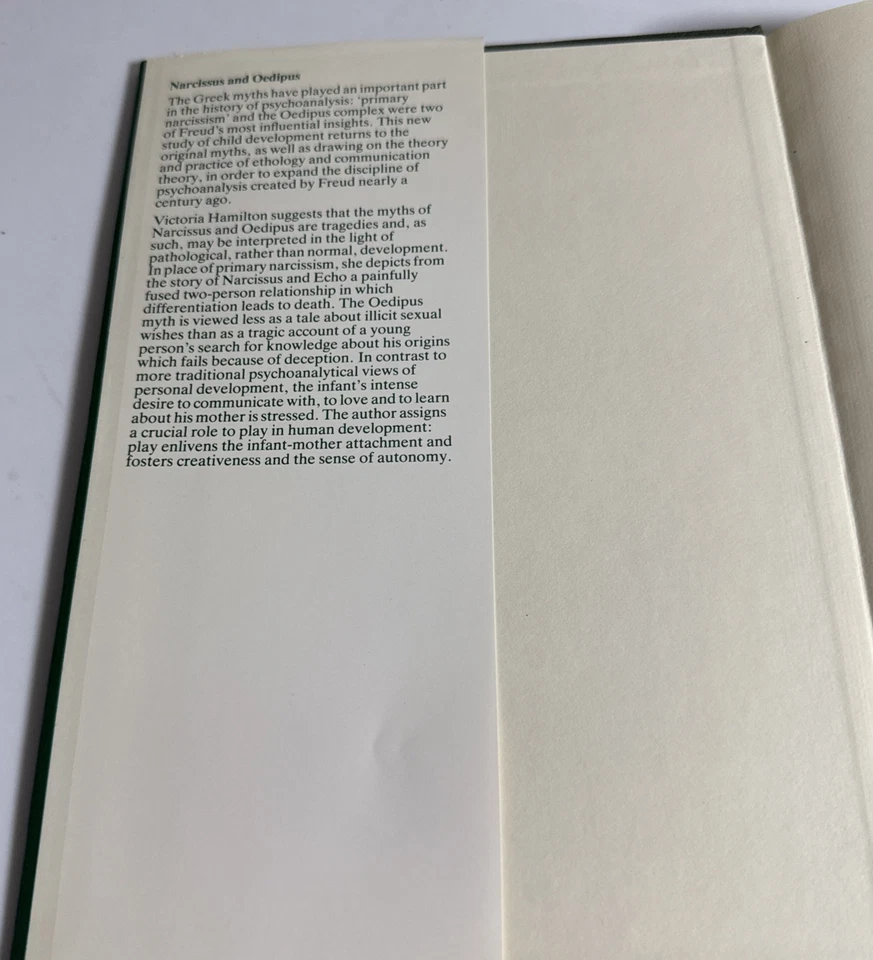 Narcissus and Oedipus
The Greek myths have played an important part
in the history of psychoanalysis: ‘primary
narcissism’ and the Oedipus complex were two
of Freud’s most influential insights. This new
study of child development returns to the
original myths, as well as drawing on the theory
and practice of ethology and communication
theory, in order to expand the discipline of
psychoanalysis created by Freud nearly a
century ago.
Victoria Hamilton suggests that the myths of
Narcissus and Oedipus are tragedies and, as
such, may be interpreted in the light of
pathological, rather than normal, development.
In place of primary narcissism, she depicts from
the story of Narcissus and Echo a painfully
fused two-person relationship in which
differentiation leads to death. The Oedipus
myth is viewed less as a tale about illicit sexual
wishes than as a tragic account of a young
person’s search for knowledge about his origins
which fails because of deception. In contrast to
more traditional psychoanalytical views of
personal development, the infant’s intense
desire to communicate with, to love and to learn
about his mother is stressed. The author assigns
a crucial role to play in human development:
play enlivens the infant-mother attachment and
fosters creativeness and the sense of autonomy.